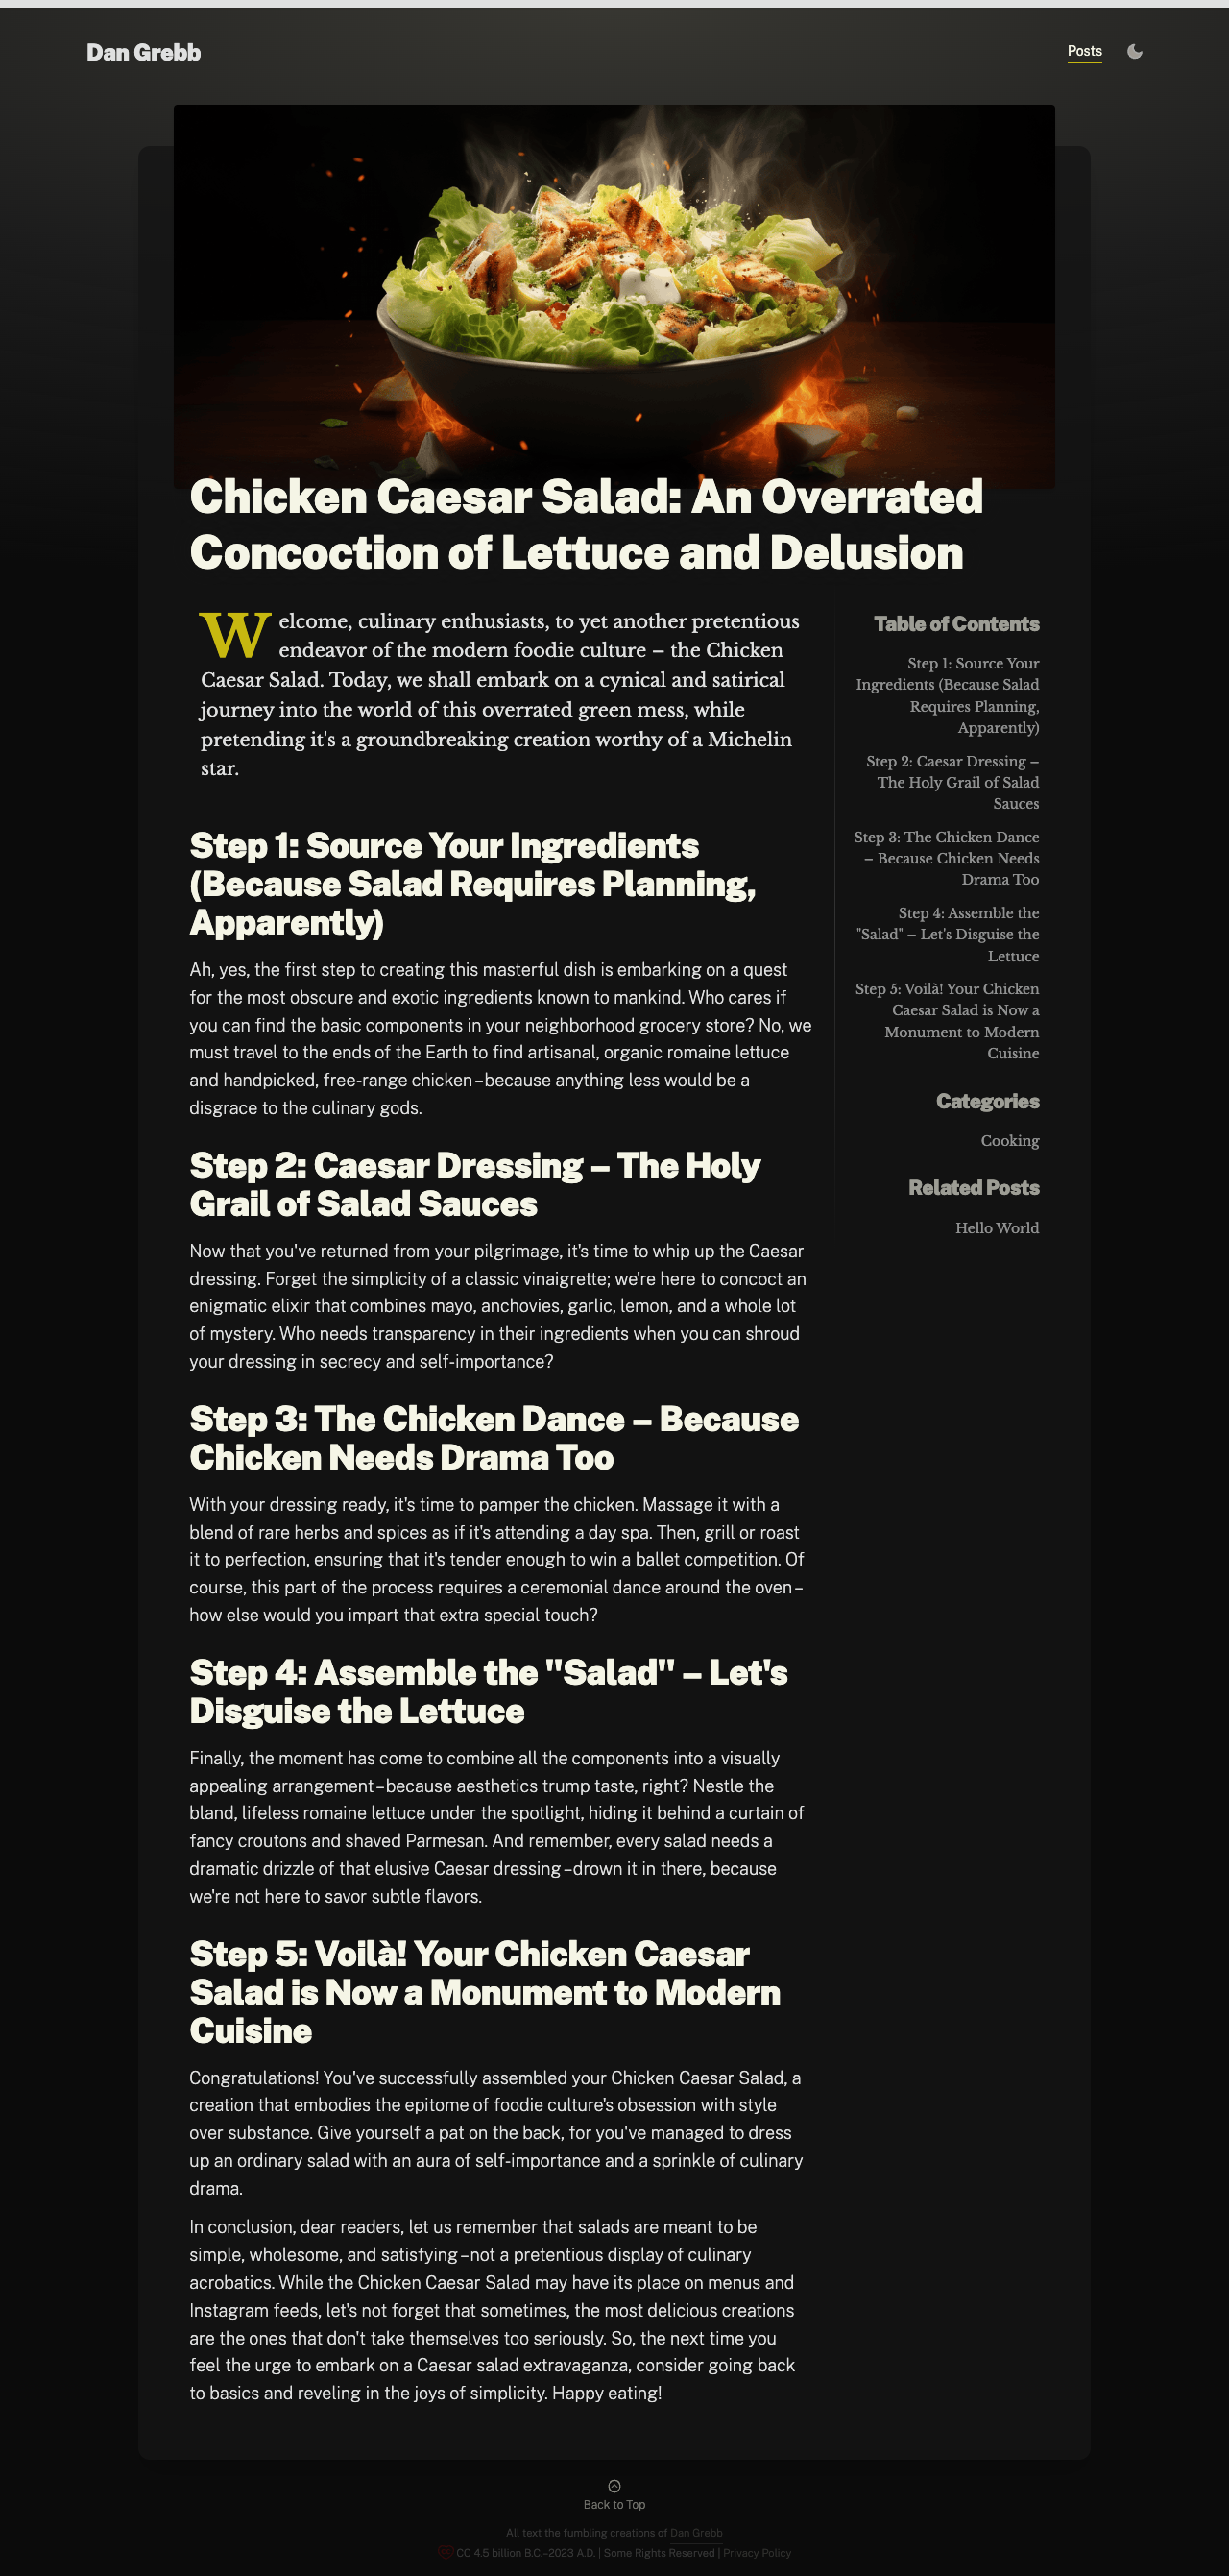 Dan Grebb
Posts
Chicken Caesar Salad: An Overrated
Concoction of Lettuce and Delusion
Welcome, culinary enthusiasts, to yet another pretentious
endeavor of the modern foodie culture – the Chicken
Caesar Salad. Today, we shall embark on a cynical and satirical
journey into the world of this overrated green mess, while
pretending it's a groundbreaking creation worthy of a Michelin
star.
Step 1: Source Your Ingredients
(Because Salad Requires Planning,
Apparently)
Ah, yes, the first step to creating this masterful dish is embarking on a quest
for the most obscure and exotic ingredients known to mankind. Who cares if
you can find the basic components in your neighborhood grocery store? No, we
must travel to the ends of the Earth to find artisanal, organic romaine lettuce
and handpicked, free-range chicken–because anything less would be a
disgrace to the culinary gods.
Step 2: Caesar Dressing – The Holy
Grail of Salad Sauces
Now that you've returned from your pilgrimage, it's time to whip up the Caesar
dressing. Forget the simplicity of a classic vinaigrette; we're here to concoct an
enigmatic elixir that combines mayo, anchovies, garlic, lemon, and a whole lot
of mystery. Who needs transparency in their ingredients when you can shroud
your dressing in secrecy and self-importance?
Step 3: The Chicken Dance – Because
Chicken Needs Drama Too
With your dressing ready, it's time to pamper the chicken. Massage it with a
blend of rare herbs and spices as if it's attending a day spa. Then, grill or roast
it to perfection, ensuring that it's tender enough to win a ballet competition. Of
course, this part of the process requires a ceremonial dance around the oven–
how else would you impart that extra special touch?
Step 4: Assemble the "Salad" – Let's
Disguise the Lettuce
Finally, the moment has come to combine all the components into a visually
appealing arrangement–because aesthetics trump taste, right? Nestle the
bland, lifeless romaine lettuce under the spotlight, hiding it behind a curtain of
fancy croutons and shaved Parmesan. And remember, every salad needs a
dramatic drizzle of that elusive Caesar dressing–drown it in there, because
we're not here to savor subtle flavors.
Step 5: Voilà! Your Chicken Caesar
Salad is Now a Monument to Modern
Cuisine
Congratulations! You've successfully assembled your Chicken Caesar Salad, a
creation that embodies the epitome of foodie culture's obsession with style
over substance. Give yourself a pat on the back, for you've managed to dress
up an ordinary salad with an aura of self-importance and a sprinkle of culinary
drama.
In conclusion, dear readers, let us remember that salads are meant to be
simple, wholesome, and satisfying–not a pretentious display of culinary
acrobatics. While the Chicken Caesar Salad may have its place on menus and
Instagram feeds, let's not forget that sometimes, the most delicious creations
are the ones that don't take themselves too seriously. So, the next time you
feel the urge to embark on a Caesar salad extravaganza, consider going back
to basics and reveling in the joys of simplicity. Happy eating!
Table of Contents
Step 1: Source Your
Ingredients (Because Salad
Requires Planning,
Apparently)
Step 2: Caesar Dressing –
The Holy Grail of Salad
Sauces
Step 3: The Chicken Dance
– Because Chicken Needs
Drama Too
Step 4: Assemble the
"Salad" – Let's Disguise the
Lettuce
Step 5: Voilà! Your Chicken
Caesar Salad is Now a
Monument to Modern
Cuisine
Categories
Cooking
Related Posts
Hello World
Back to Top
All text the fumbling creations of Dan Grebb
CC 4.5 billion B.C.–2023 A.D. | Some Rights Reserved | Privacy Policy